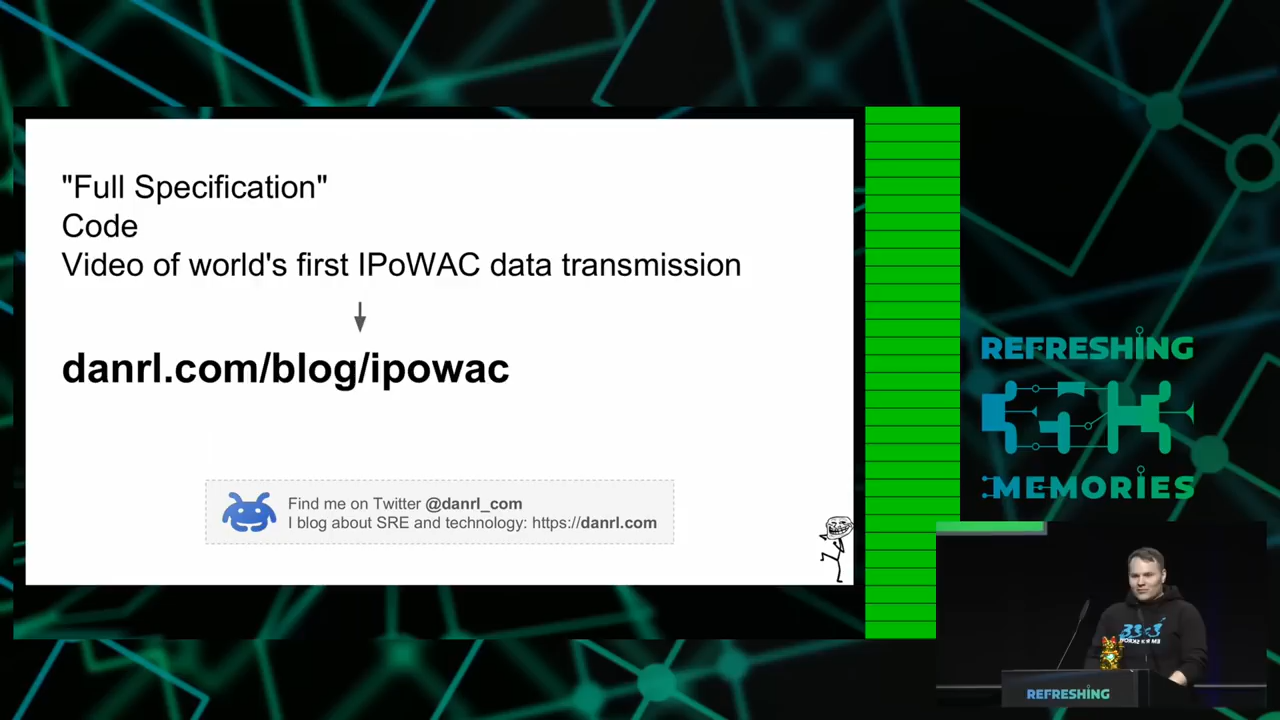 "Full Specification"
Code
Video of world's first IPoWAC data transmission
danrl.com/blog/ipowac
Find me on Twitter @danrl_com
I blog about SRE and technology: https://danrl.com
REFRESHING
MEMORIES
REFRESHING